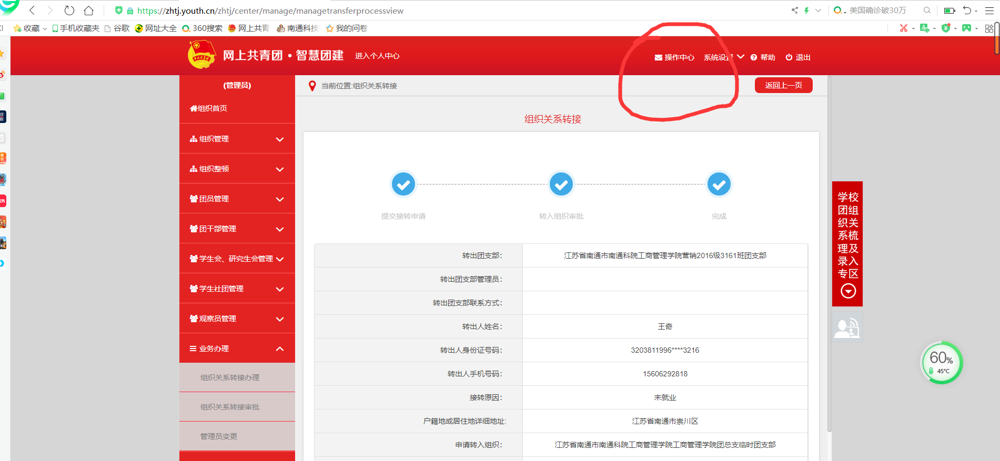 https://zhtj.youth.cn/zhtj/center/manage/managetransferprocessview
美国确诊破30万
收藏 手机收藏夹 谷歌 网址大全 360搜索 网上共青 南通科技 我的问卷
网上共青团·智慧团建 进入个人中心
操作中心 系统设置 帮助 退出
(管理员)
当前位置:组织关系转接
返回上一页
组织首页
组织管理
组织整顿
团员管理
团干部管理
学生会、研究生会管理
学生社团管理
观察员管理
业务办理
组织关系转接办理
组织关系转接审批
管理员变更
组织关系转接
提交接转申请 转入组织审批 完成
转出团支部: 江苏省南通市南通科院工商管理学院营销2016级3161班团支部
转出团支部管理员:
转出团支部联系方式:
转出人姓名: 王奇
转出人身份证号码: 3203811996****3216
转出人手机号码: 15606292818
接转原因: 未就业
户籍地或居住地详细地址: 江苏省南通市崇川区
申请转入组织: 江苏省南通市南通科院工商管理学院工商管理学院团总支临时团支部
学校
团组
织关
系梳
理及
录入
专区
60%
45°C